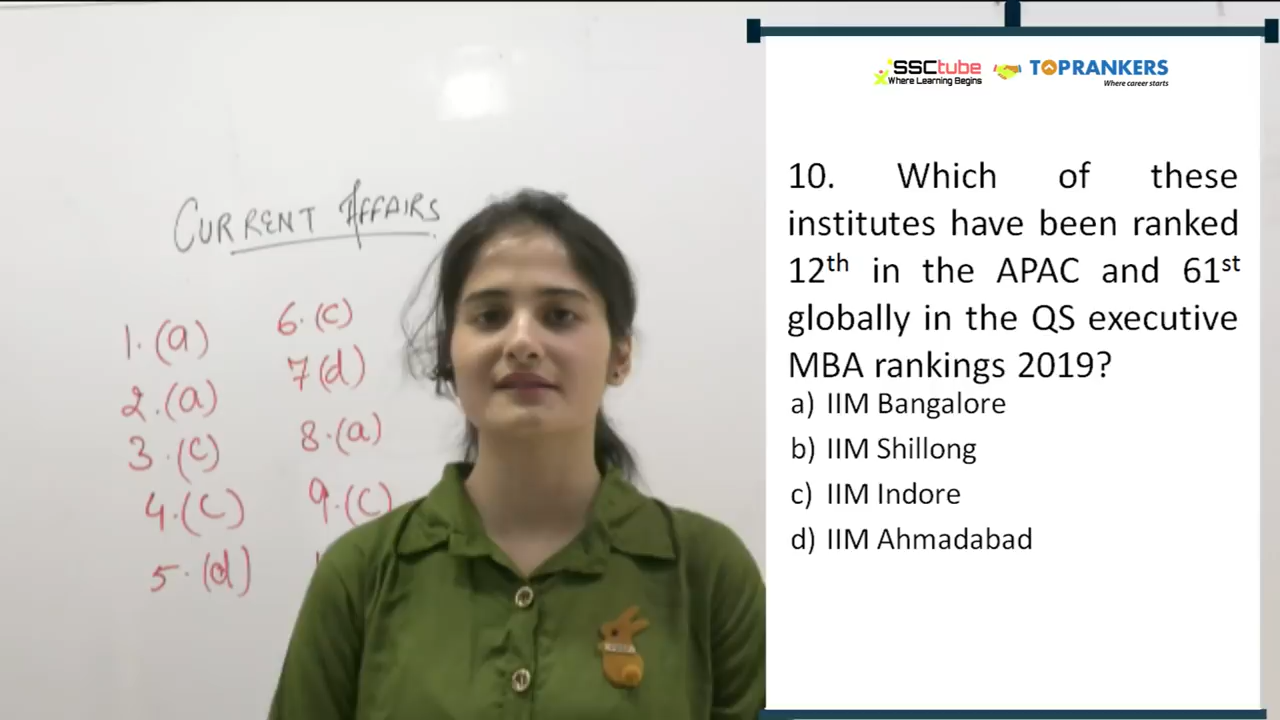 CURRENT AFFAIRS
1. (a)
2. (a)
3. (c)
4. (c)
5. (d)
6. (c)
7 (d)
8. (a)
9. (c)
SSCtube
Where Learning Begins
TOPRANKERS
Where career starts
10. Which of these
institutes have been ranked
12th in the APAC and 61st
globally in the QS executive
MBA rankings 2019?
a) IIM Bangalore
b) IIM Shillong
c) IIM Indore
d) IIM Ahmadabad